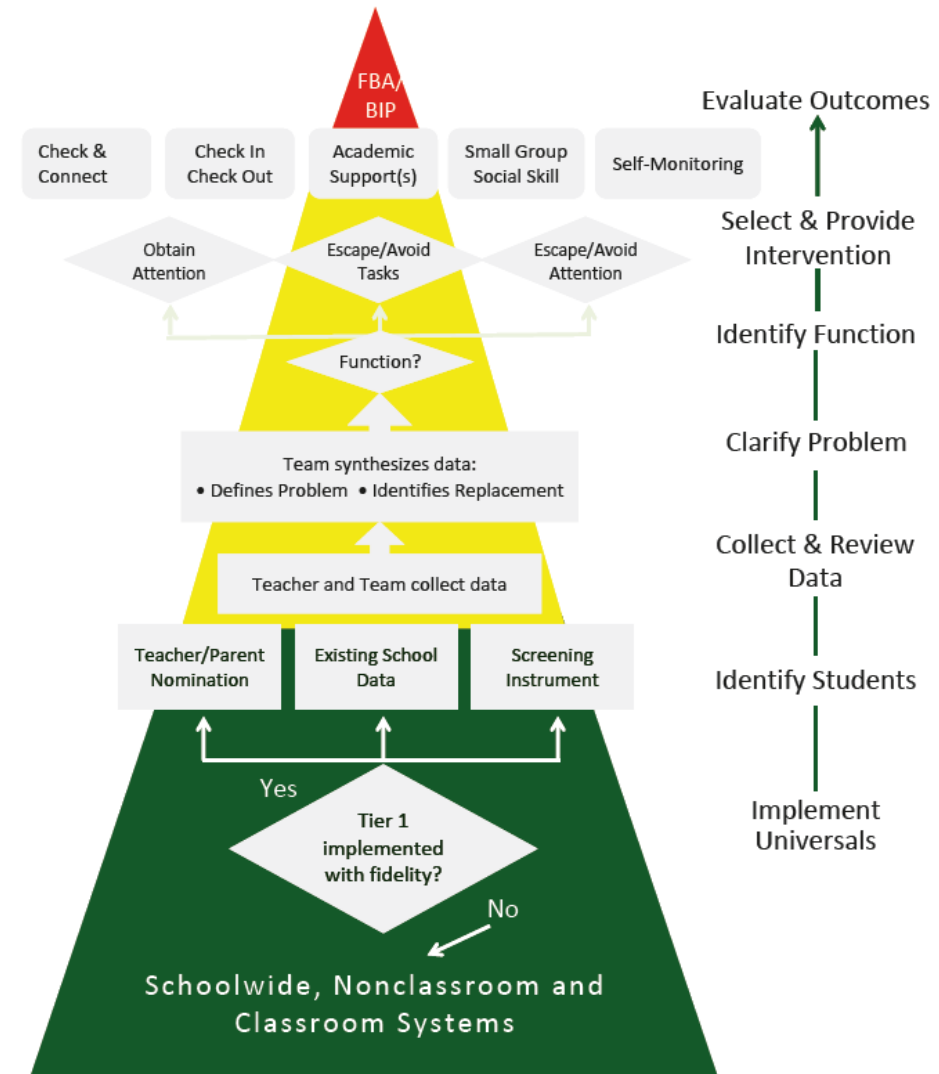 FBA/
BIP
Evaluate Outcomes
Check &
Connect
Check In
Check Out
Academic
Support(s)
Small Group
Social Skill
Self-Monitoring
Select & Provide
Intervention
Obtain
Attention
Escape/Avoid
Tasks
Escape/Avoid
Attention
Identify Function
Function?
Clarify Problem
Team synthesizes data:
• Defines Problem • Identifies Replacement
Collect & Review
Data
Teacher and Team collect data
Teacher/Parent
Nomination
Existing School
Data
Screening
Instrument
Identify Students
Yes
Tier 1
implemented
with fidelity?
Implement
Universals
No
Schoolwide, Nonclassroom and
Classroom Systems